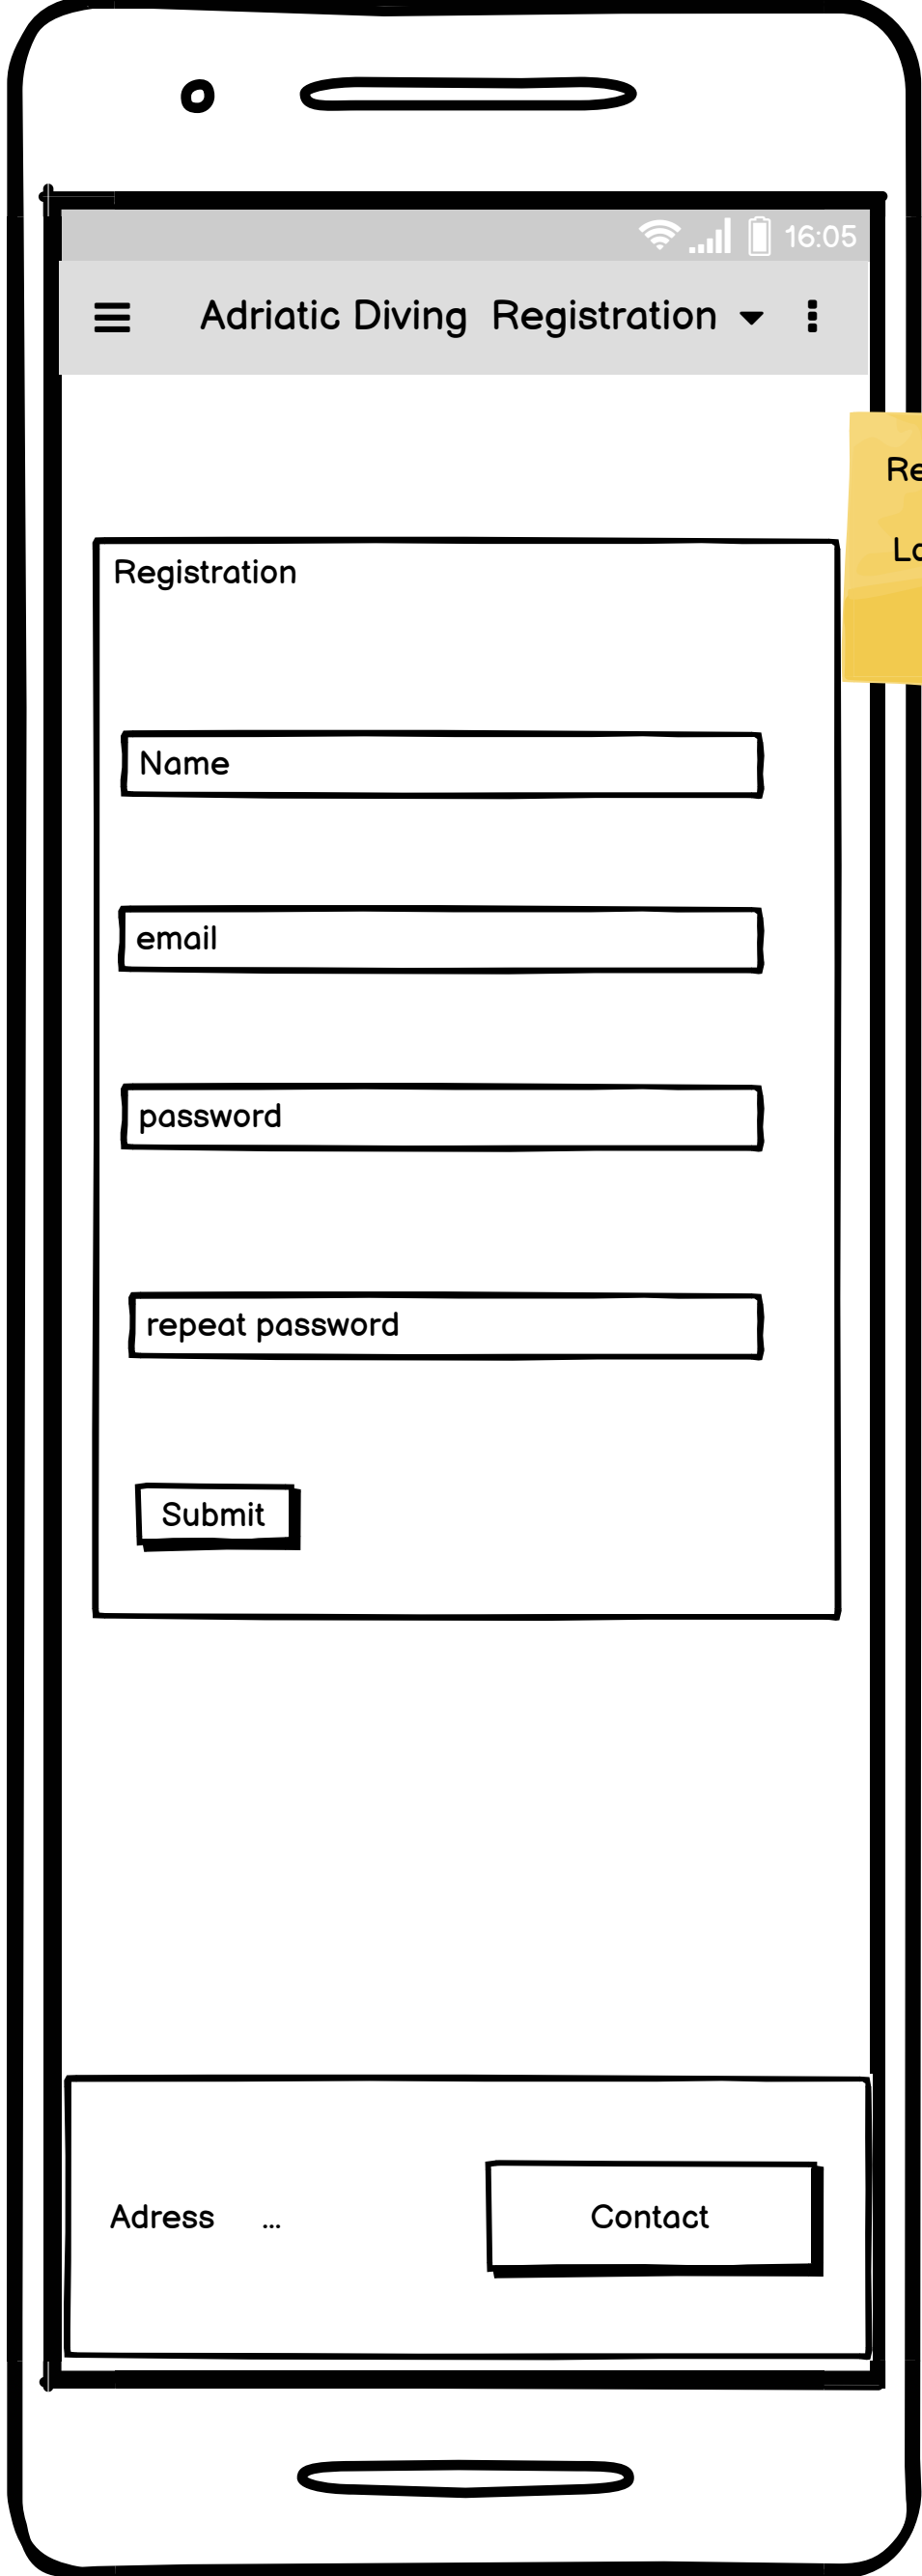 16:05
Adriatic Diving Registration
Registration
Name
email
password
repeat password
Submit
Adress ...
Contact